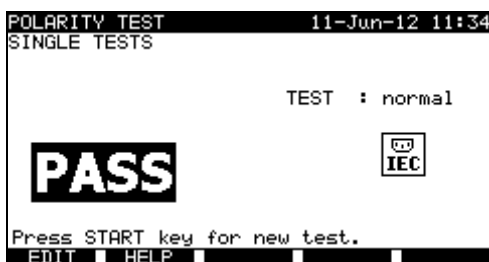 POLARITY TEST 11-Jun-12 11:34
SINGLE TESTS
TEST : normal
IEC
PASS
Press START key for new test.
EDIT HELP